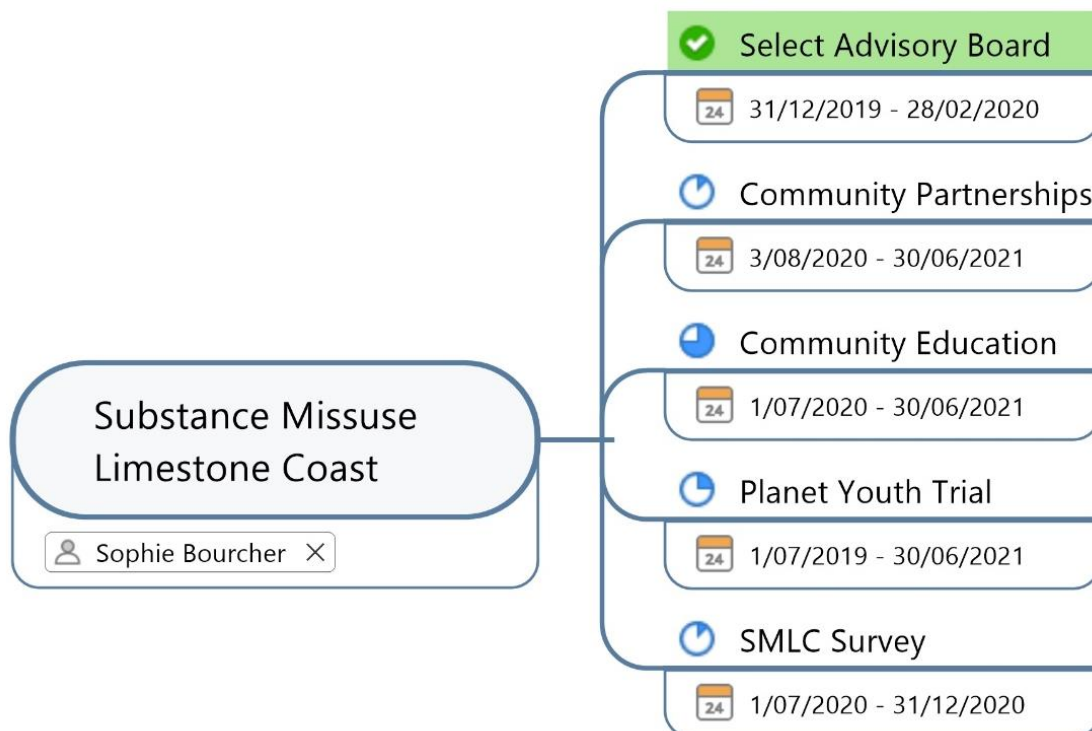 Select Advisory Board
24 31/12/2019 - 28/02/2020
Community Partnerships
24 3/08/2020 - 30/06/2021
Community Education
24 1/07/2020 - 30/06/2021
Substance Missuse
Limestone Coast
Sophie Bourcher
Planet Youth Trial
24 1/07/2019 - 30/06/2021
SMLC Survey
24 1/07/2020 - 31/12/2020